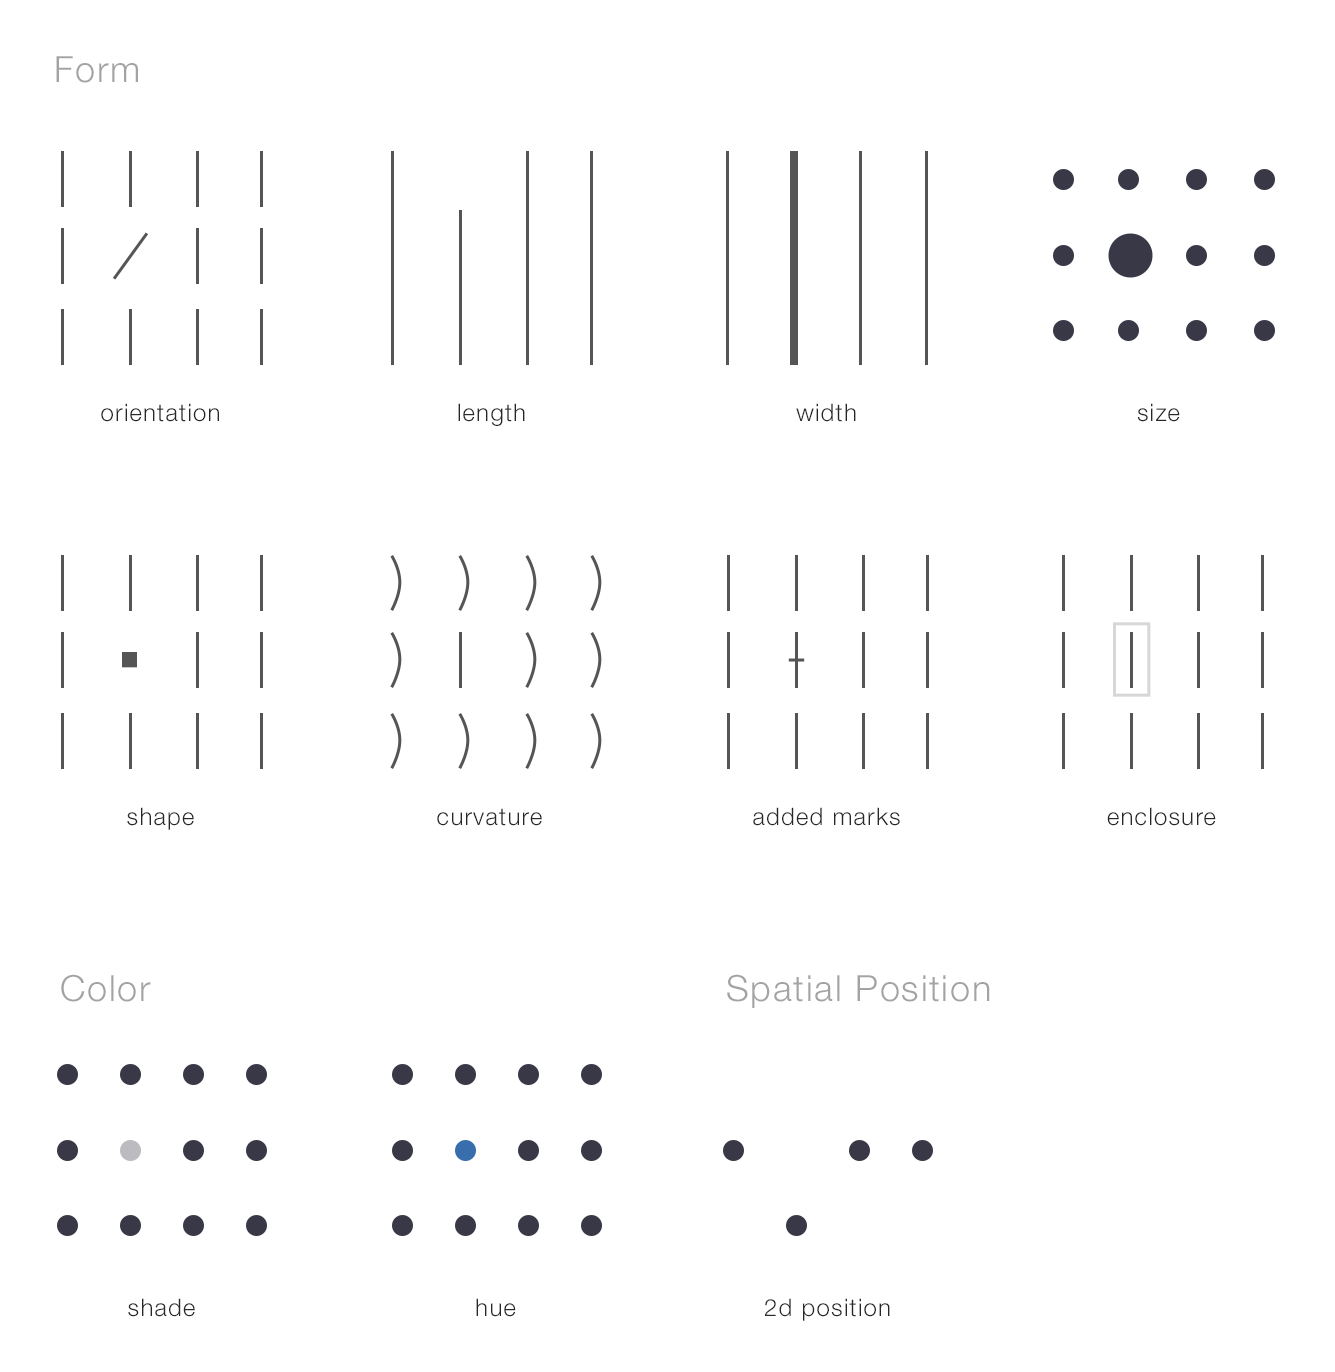 Form
orientation
length
width
size
shape
curvature
added marks
enclosure
Color
Spatial Position
shade
hue
2d position